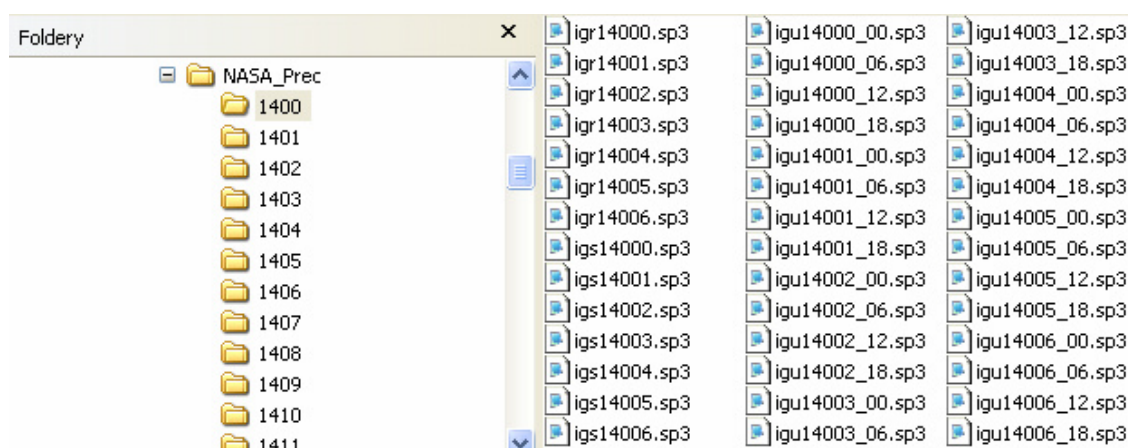 Foldery
NASA_Prec
1400
1401
1402
1403
1404
1405
1406
1407
1408
1409
1410
1411
igr14000.sp3
igr14001.sp3
igr14002.sp3
igr14003.sp3
igr14004.sp3
igr14005.sp3
igr14006.sp3
igs14000.sp3
igs14001.sp3
igs14002.sp3
igs14003.sp3
igs14004.sp3
igs14005.sp3
igs14006.sp3
igu14000_00.sp3
igu14000_06.sp3
igu14000_12.sp3
igu14000_18.sp3
igu14001_00.sp3
igu14001_06.sp3
igu14001_12.sp3
igu14001_18.sp3
igu14002_00.sp3
igu14002_06.sp3
igu14002_12.sp3
igu14002_18.sp3
igu14003_00.sp3
igu14003_06.sp3
igu14003_12.sp3
igu14003_18.sp3
igu14004_00.sp3
igu14004_06.sp3
igu14004_12.sp3
igu14004_18.sp3
igu14005_00.sp3
igu14005_06.sp3
igu14005_12.sp3
igu14005_18.sp3
igu14006_00.sp3
igu14006_06.sp3
igu14006_12.sp3
igu14006_18.sp3